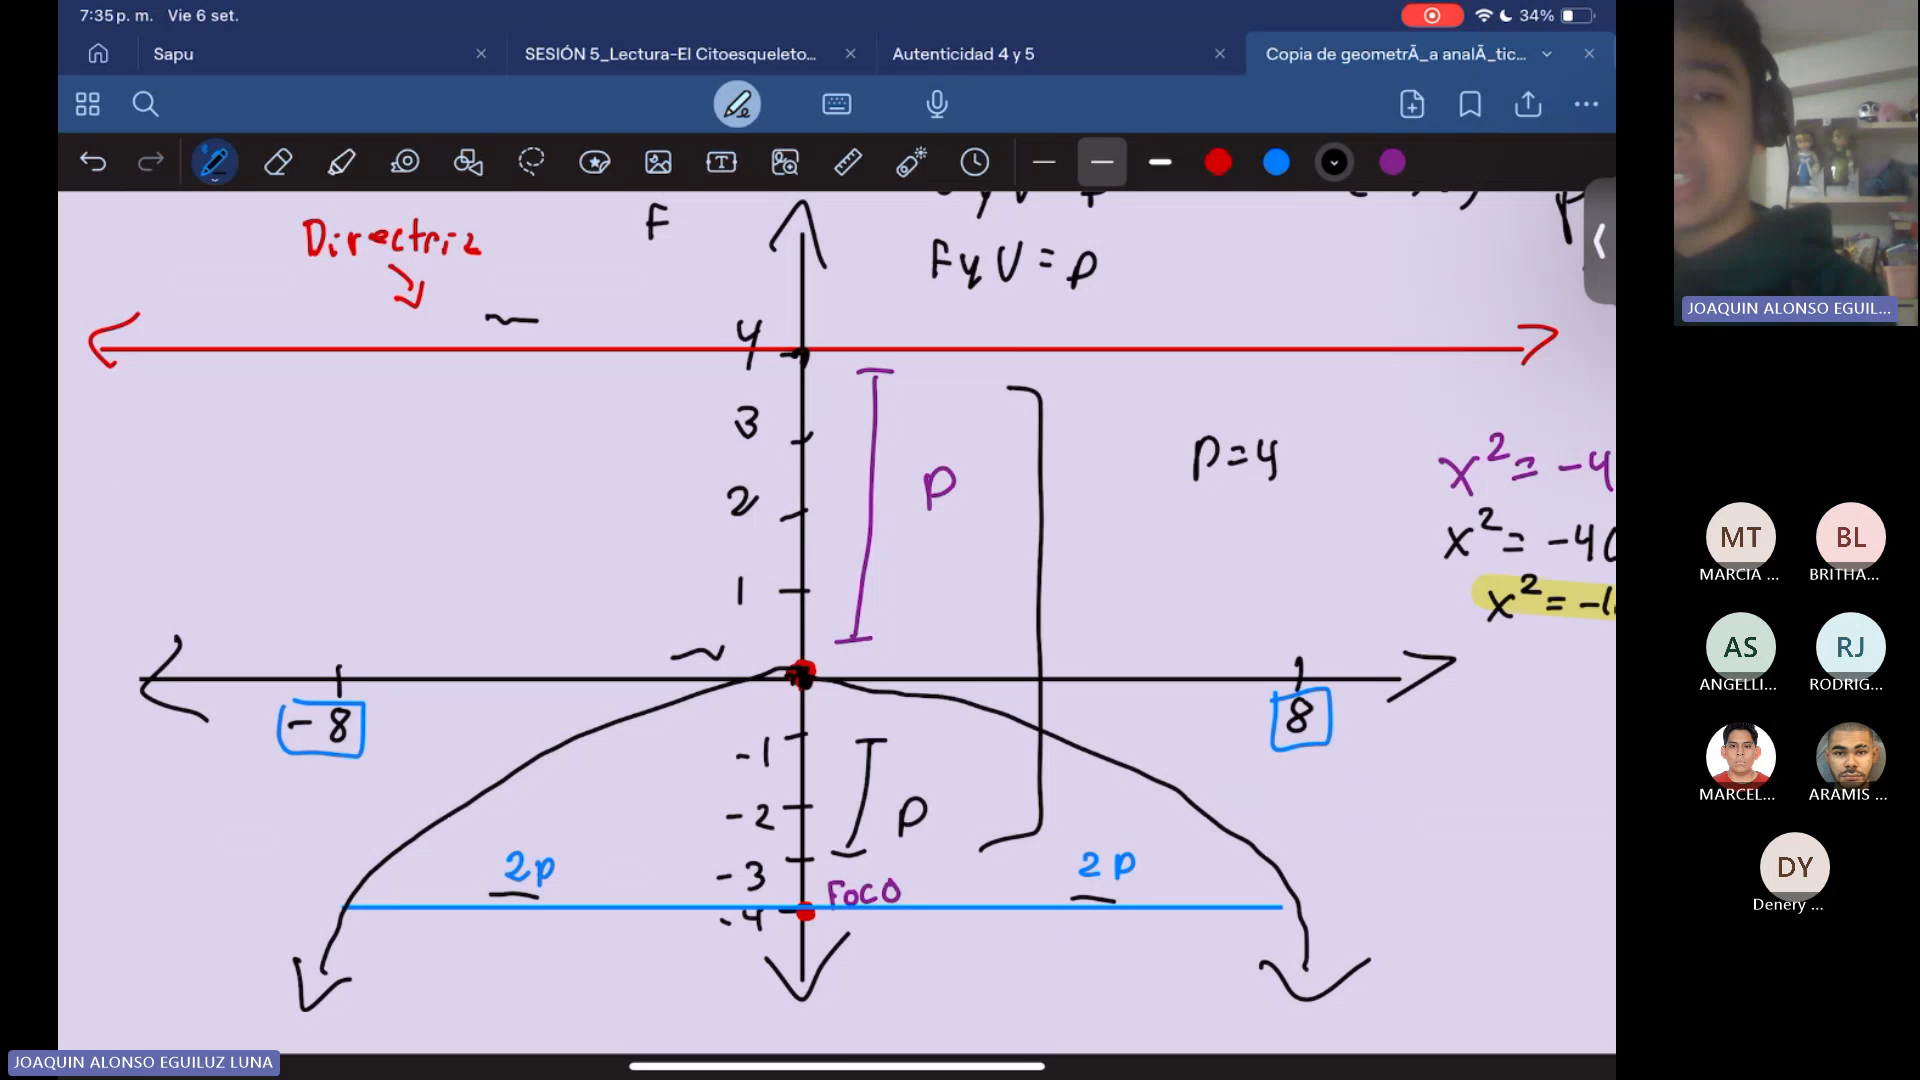 7:35 p. m. Vie 6 set.
34%
Sapu
SESIÓN 5_Lectura-El Citoesqueleto...
Autenticidad 4 y 5
Copia de geometrÃ_a analÃ_tic...
Directriz
F
F y V = p
4
3
2
1
P
P = 4
x² = -4
x² = -4(
x² = -1
-8
8
-1
-2
-3
-4
P
2p
2p
Foco
JOAQUIN ALONSO EGUIL...
MT
MARCIA ...
BL
BRITHA...
AS
ANGELLI...
RJ
RODRIG...
MARCEL...
ARAMIS ...
DY
Denery ...
JOAQUIN ALONSO EGUILUZ LUNA